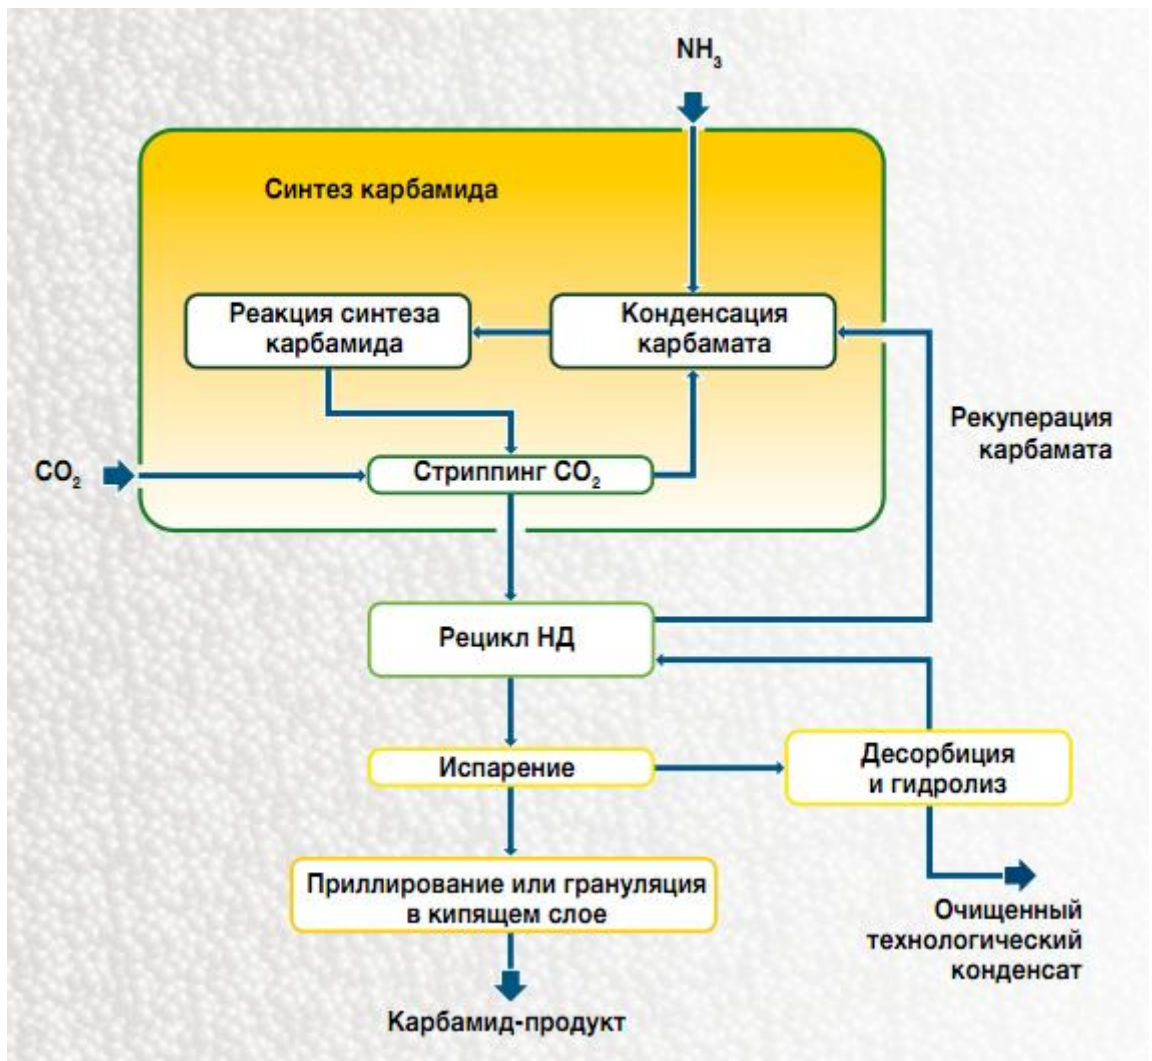 NH₃
Синтез карбамида
Реакция синтеза
карбамида
Конденсация
карбамата
Рекуперация
карбамата
CO₂
Стриппинг CO₂
Рецикл НД
Испарение
Десорбиция
и гидролиз
Приллирование или грануляция
в кипящем слое
Очищенный
технологический
конденсат
Карбамид-продукт